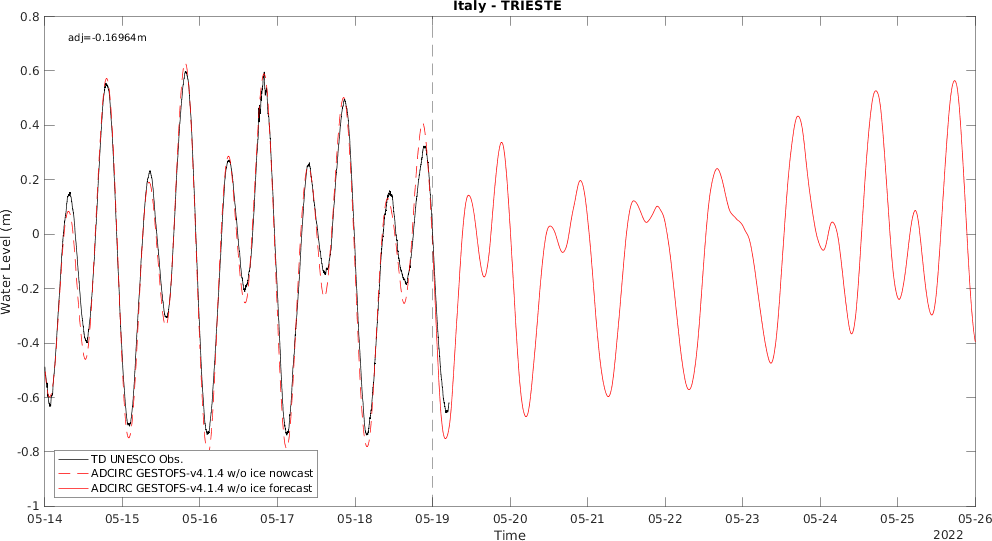 Italy - TRIESTE
adj=-0.16964m
0.8
0.6
0.4
0.2
0
-0.2
-0.4
-0.6
-0.8
-1
Water Level (m)
TD UNESCO Obs.
ADCIRC GESTOFS-v4.1.4 w/o ice nowcast
ADCIRC GESTOFS-v4.1.4 w/o ice forecast
05-14 05-15 05-16 05-17 05-18 05-19 05-20 05-21 05-22 05-23 05-24 05-25 05-26
Time
2022